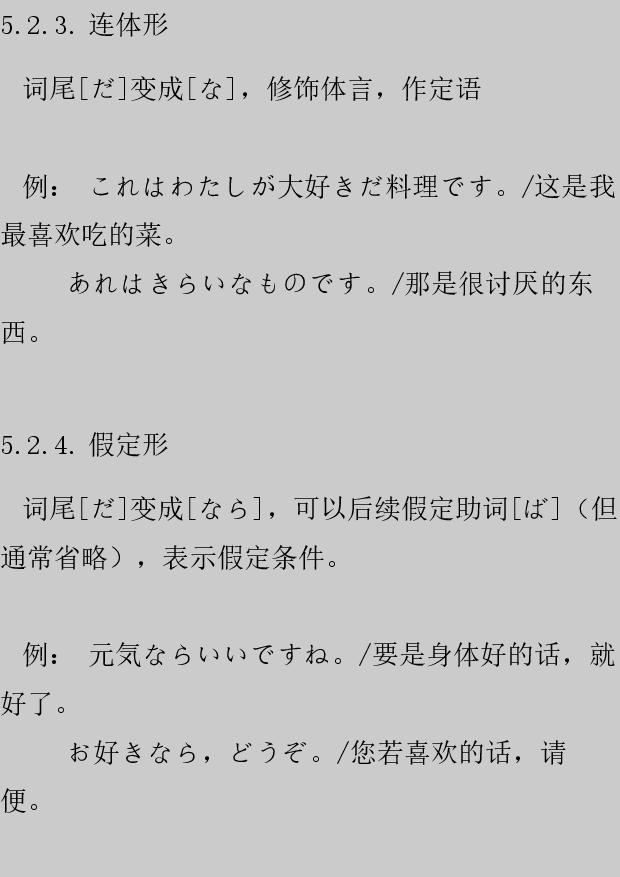 5.2.3. 连体形
词尾[だ]变成[な]，修饰体言，作定语
例： これはわたしが大好きだ料理です。/这是我
最喜欢吃的菜。
あれはきらいなものです。/那是很讨厌的东
西。
5.2.4. 假定形
词尾[だ]变成[なら]，可以后续假定助词[ば]（但
通常省略），表示假定条件。
例： 元気ならいいですね。/要是身体好的话，就
好了。
お好きなら，どうぞ。/您若喜欢的话，请
便。